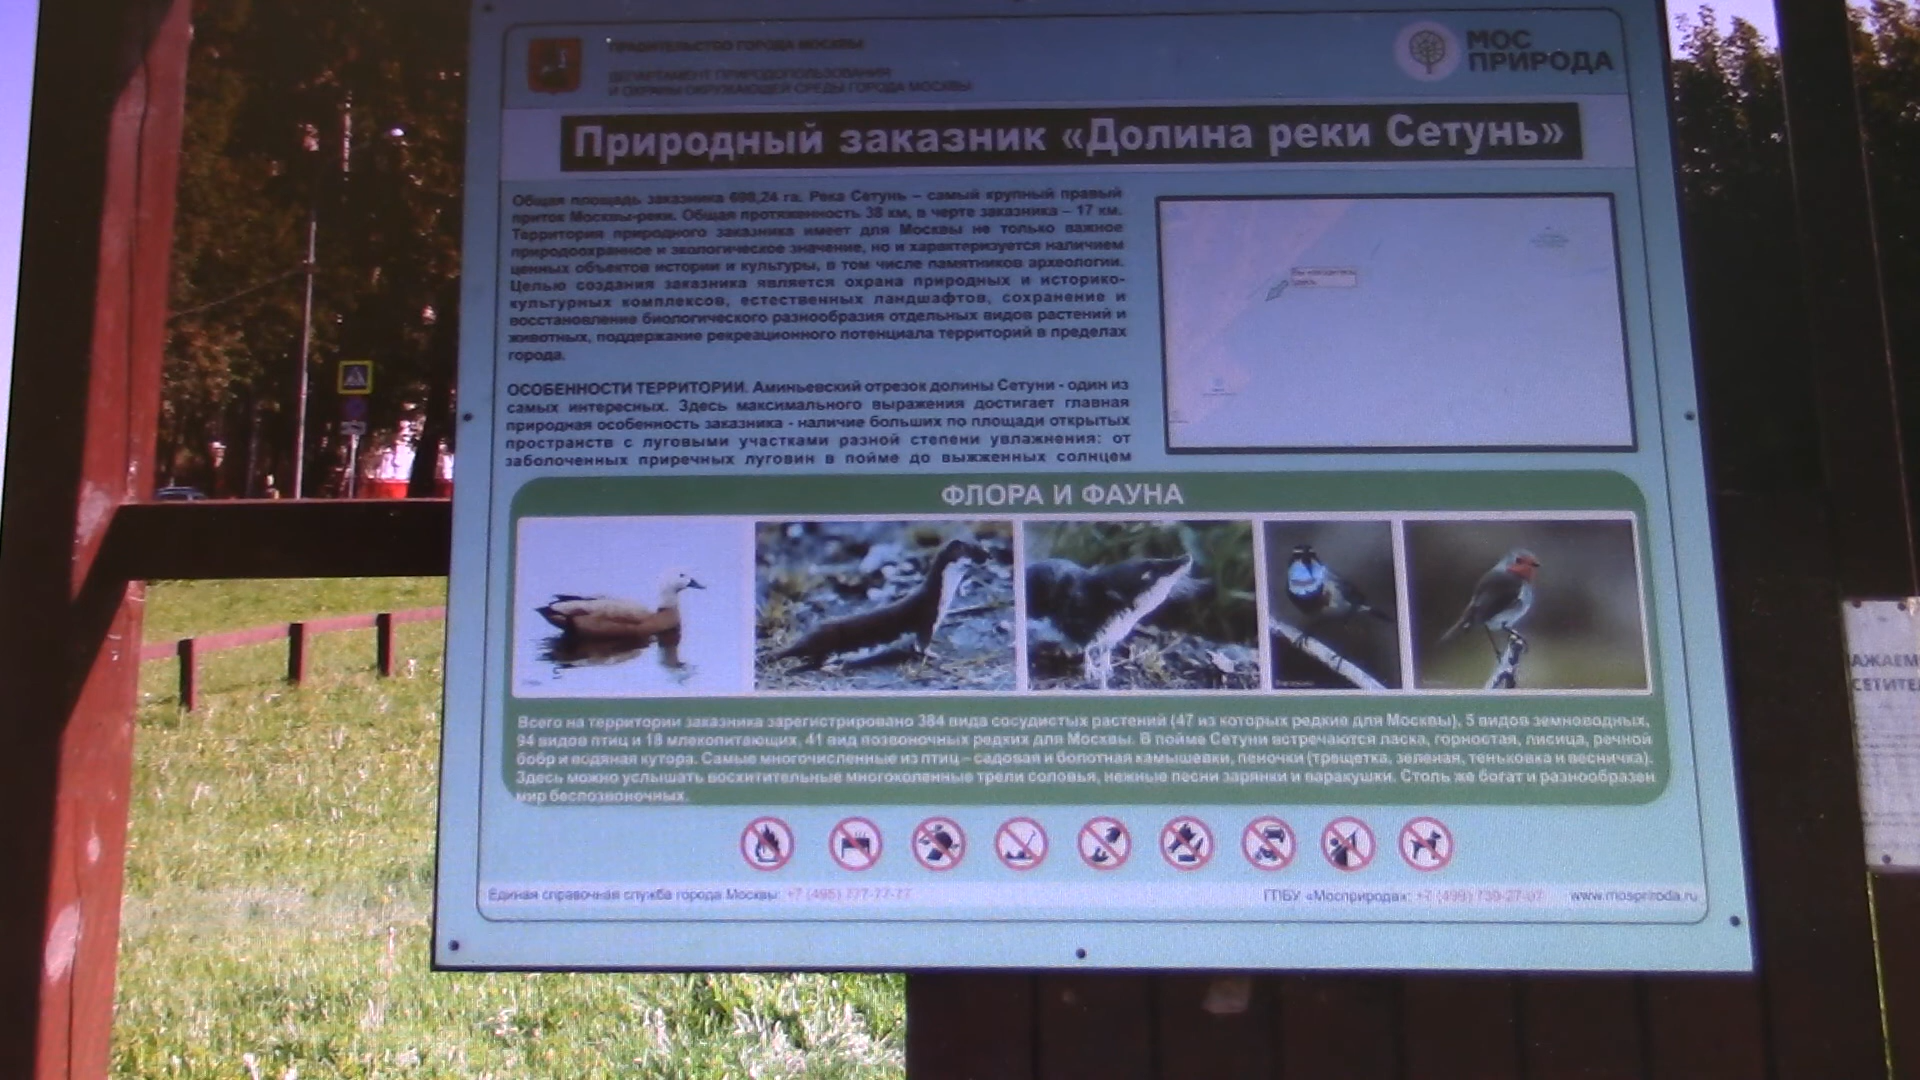 ПРАВИТЕЛЬСТВО ГОРОДА МОСКВЫ
ДЕПАРТАМЕНТ ПРИРОДОПОЛЬЗОВАНИЯ
И ОХРАНЫ ОКРУЖАЮЩЕЙ СРЕДЫ ГОРОДА МОСКВЫ
МОС
ПРИРОДА
Природный заказник «Долина реки Сетунь»
Общая площадь заказника га. Река Сетунь – самый крупный правый
приток Москвы-реки. Общая протяженность 38 км, в черте заказника – 17 км.
Территория природного заказника имеет для Москвы не только важное
природоохранное и экологическое значение, но и характеризуется наличием
ценных объектов истории и культуры, в том числе памятников археологии.
Целью создания заказника является охрана природных и историко-
культурных комплексов, естественных ландшафтов, сохранение и
восстановление биологического разнообразия отдельных видов растений и
животных, поддержание рекреационного потенциала территорий в пределах
города.
ОСОБЕННОСТИ ТЕРРИТОРИИ. Аминьевский отрезок долины Сетуни - один из
самых интересных. Здесь максимального выражения достигает главная
природная особенность заказника - наличие больших по площади открытых
пространств с луговыми участками разной степени увлажнения: от
заболоченных приречных луговин в пойме до выжженных солнцем
Вы находитесь
здесь
ФЛОРА И ФАУНА
Всего на территории заказника зарегистрировано 384 вида сосудистых растений (47 из которых редкие для Москвы), 5 видов земноводных,
94 видов птиц и 18 млекопитающих, 41 вид позвоночных редких для Москвы. В пойме Сетуни встречаются ласка, горностая, лисица, речной
бобр и водяная кутора. Самые многочисленные из птиц – садовая и болотная камышевки, пеночки (трещетка, зеленая, теньковка и весничка).
Здесь можно услышать восхитительные многоколенные трели соловья, нежные песни зарянки и варакушки. Столь же богат и разнообразен
мир беспозвоночных.
Единая справочная служба города Москвы: +7 (495) 777-77-77
ГПБУ «Мосприрода»: +7 (499) 739-27-07
www.mospriroda.ru
АЖАЕМ
СЕТИТЕЛ